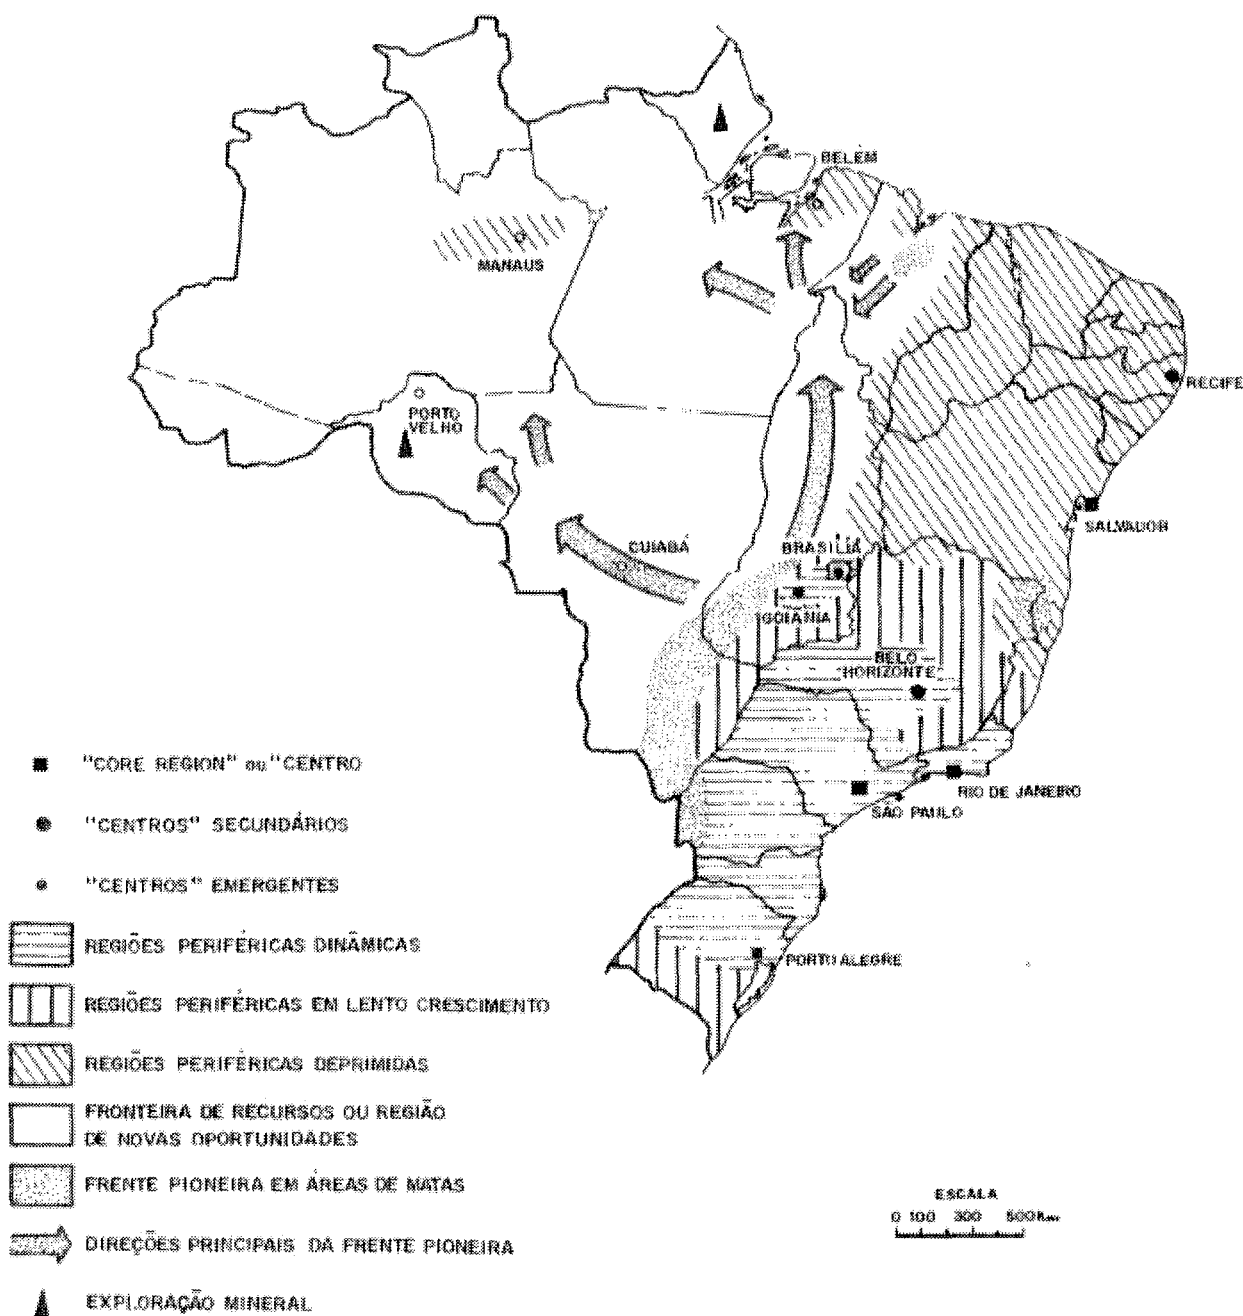 BELÉM
MANAUS
RECIFE
PORTO
VELHO
SALVADOR
CUIABÁ
BRASÍLIA
GOIÂNIA
BELO
HORIZONTE
RIO DE JANEIRO
SÃO PAULO
PORTO ALEGRE
"CORE REGION" ou "CENTRO
"CENTROS" SECUNDÁRIOS
"CENTROS" EMERGENTES
REGIÕES PERIFÉRICAS DINÂMICAS
REGIÕES PERIFÉRICAS EM LENTO CRESCIMENTO
REGIÕES PERIFÉRICAS DEPRIMIDAS
FRONTEIRA DE RECURSOS OU REGIÃO
DE NOVAS OPORTUNIDADES
FRENTE PIONEIRA EM ÁREAS DE MATAS
DIREÇÕES PRINCIPAIS DA FRENTE PIONEIRA
EXPLORAÇÃO MINERAL
ESCALA
0 100 300 500 Km